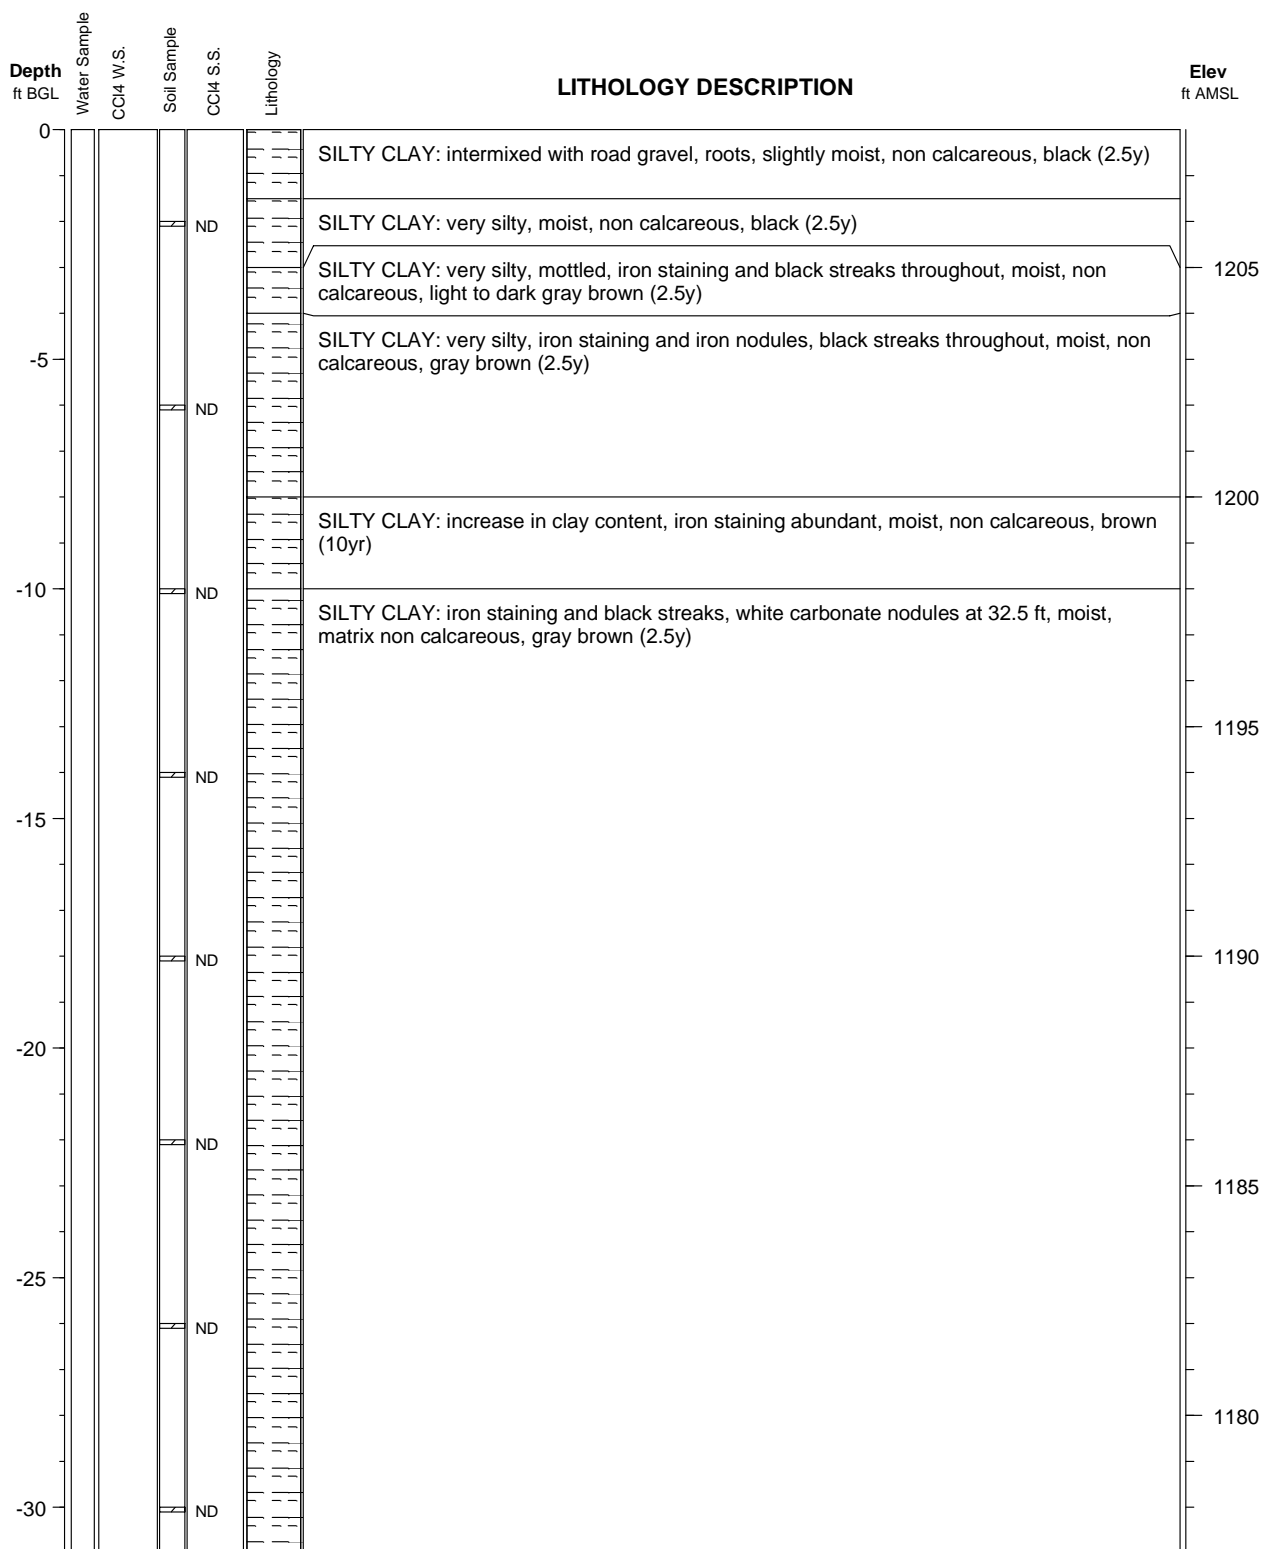 Depth
ft BGL
Water Sample
CCl4 W.S.
Soil Sample
CCl4 S.S.
Lithology
LITHOLOGY DESCRIPTION
Elev
ft AMSL
0
SILTY CLAY: intermixed with road gravel, roots, slightly moist, non calcareous, black (2.5y)
ND
SILTY CLAY: very silty, moist, non calcareous, black (2.5y)
SILTY CLAY: very silty, mottled, iron staining and black streaks throughout, moist, non
calcareous, light to dark gray brown (2.5y)
1205
SILTY CLAY: very silty, iron staining and iron nodules, black streaks throughout, moist, non
calcareous, gray brown (2.5y)
-5
ND
1200
SILTY CLAY: increase in clay content, iron staining abundant, moist, non calcareous, brown
(10yr)
-10
ND
SILTY CLAY: iron staining and black streaks, white carbonate nodules at 32.5 ft, moist,
matrix non calcareous, gray brown (2.5y)
1195
ND
-15
ND
1190
-20
ND
1185
-25
ND
1180
-30
ND